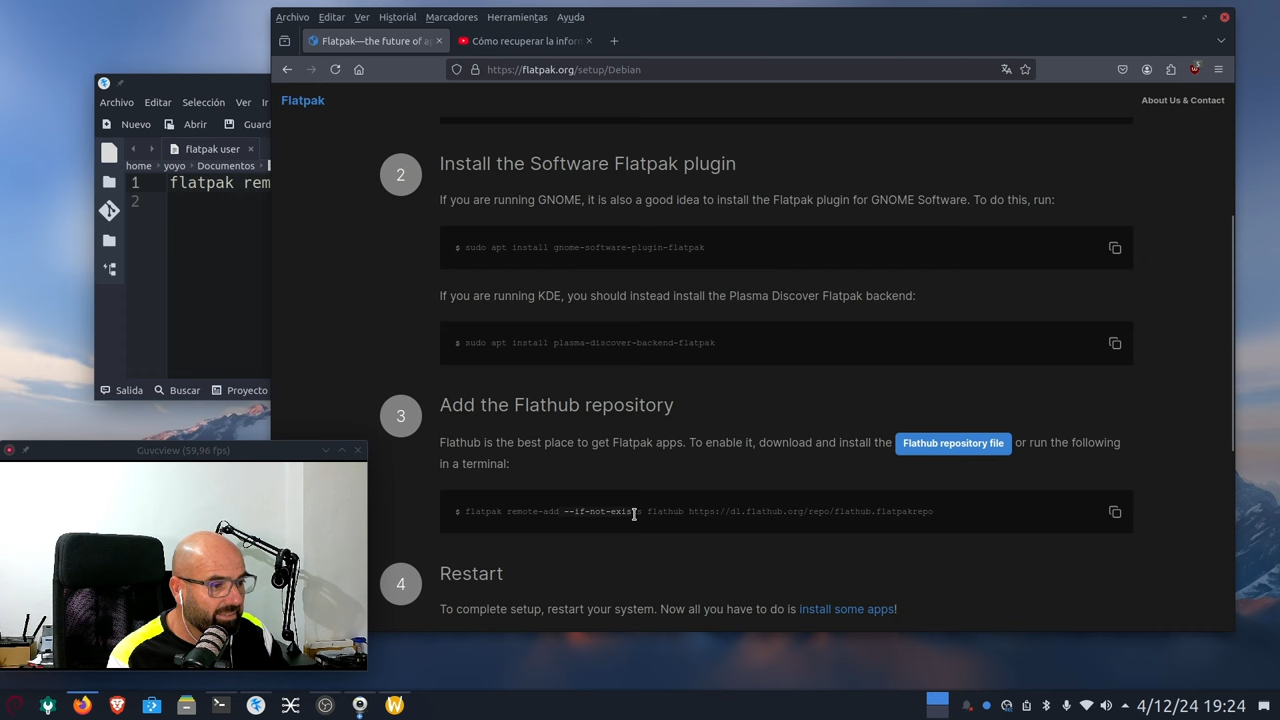 Archivo Editar Ver Historial Marcadores Herramientas Ayuda
Flatpak—the future of a
Cómo recuperar la infor
https://flatpak.org/setup/Debian
Flatpak
About Us & Contact
Archivo Editar Selección Ver
Nuevo Abrir Guard
flatpak user
home yoyo Documentos
1 flatpak rem
2
Salida Buscar Proyecto
2
Install the Software Flatpak plugin
If you are running GNOME, it is also a good idea to install the Flatpak plugin for GNOME Software. To do this, run:
$ sudo apt install gnome-software-plugin-flatpak
If you are running KDE, you should instead install the Plasma Discover Flatpak backend:
$ sudo apt install plasma-discover-backend-flatpak
3
Add the Flathub repository
Flathub is the best place to get Flatpak apps. To enable it, download and install the Flathub repository file or run the following
in a terminal:
$ flatpak remote-add --if-not-exists flathub https://dl.flathub.org/repo/flathub.flatpakrepo
4
Restart
To complete setup, restart your system. Now all you have to do is install some apps!
Guvcview (59,96 fps)
4/12/24 19:24